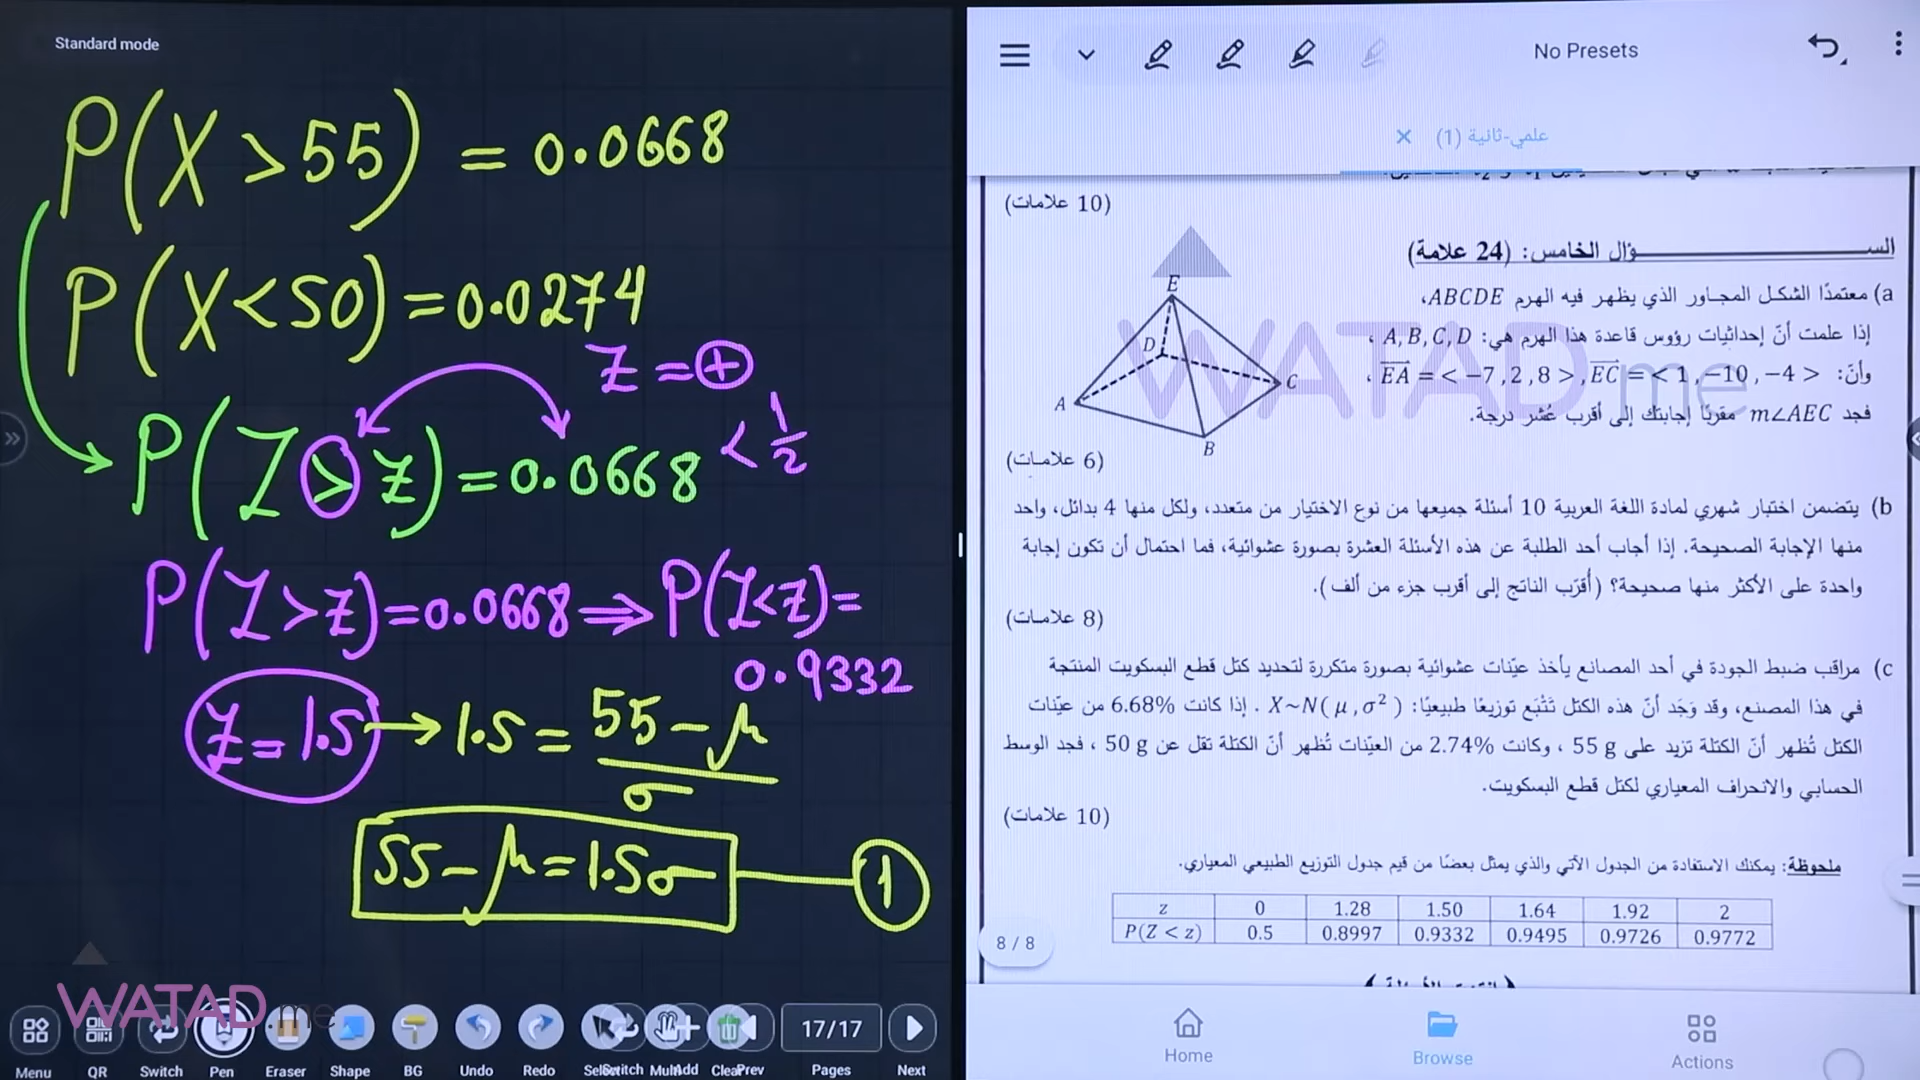 Standard mode
P(X > 55) = 0.0668
P(X < 50) = 0.0274
Z = +
P(Z > z) = 0.0668 < 1/2
P(Z > z) = 0.0668 ⇒ P(Z < z) =
0.9332
z = 1.5 → 1.5 = (55 − μ)/σ
55 − μ = 1.5σ
1
WATAD.me
Menu QR Switch Pen Eraser Shape BG Undo Redo Select Switch Multi Add Clear Prev Pages Next
17/17
No Presets
علمي-ثانية (1)
(10 علامات)
الســـــــــؤال الخامس: (24 علامة)
a) معتمدًا الشكل المجاور الذي يظهر فيه الهرم ABCDE،
إذا علمت أنّ إحداثيات رؤوس قاعدة هذا الهرم هي: A, B, C, D ،
وأنّ: EA = < −7 , 2 , 8 > , EC = < 1 , −10 , −4 > ،
فجد m∠AEC مقربًا إجابتك إلى أقرب عُشر درجة.
E
D
C
A
B
WATAD.me
(6 علامات)
b) يتضمن اختبار شهري لمادة اللغة العربية 10 أسئلة جميعها من نوع الاختيار من متعدد، ولكل منها 4 بدائل، واحد
منها الإجابة الصحيحة. إذا أجاب أحد الطلبة عن هذه الأسئلة العشرة بصورة عشوائية، فما احتمال أن تكون إجابة
واحدة على الأكثر منها صحيحة؟ (أُقرّب الناتج إلى أقرب جزء من ألف).
(8 علامات)
c) مراقب ضبط الجودة في أحد المصانع يأخذ عيّنات عشوائية بصورة متكررة لتحديد كتل قطع البسكويت المنتجة
في هذا المصنع، وقد وَجَد أنّ هذه الكتل تَتْبَع توزيعًا طبيعيًا: X~N( μ , σ² ) . إذا كانت 6.68% من عيّنات
الكتل تُظهر أنّ الكتلة تزيد على 55 g ، وكانت 2.74% من العيّنات تُظهر أنّ الكتلة تقل عن 50 g ، فجد الوسط
الحسابي والانحراف المعياري لكتل قطع البسكويت.
(10 علامات)
ملحوظة: يمكنك الاستفادة من الجدول الآتي والذي يمثل بعضًا من قيم جدول التوزيع الطبيعي المعياري.
z 0 1.28 1.50 1.64 1.92 2
P(Z < z) 0.5 0.8997 0.9332 0.9495 0.9726 0.9772
8 / 8
Home Browse Actions